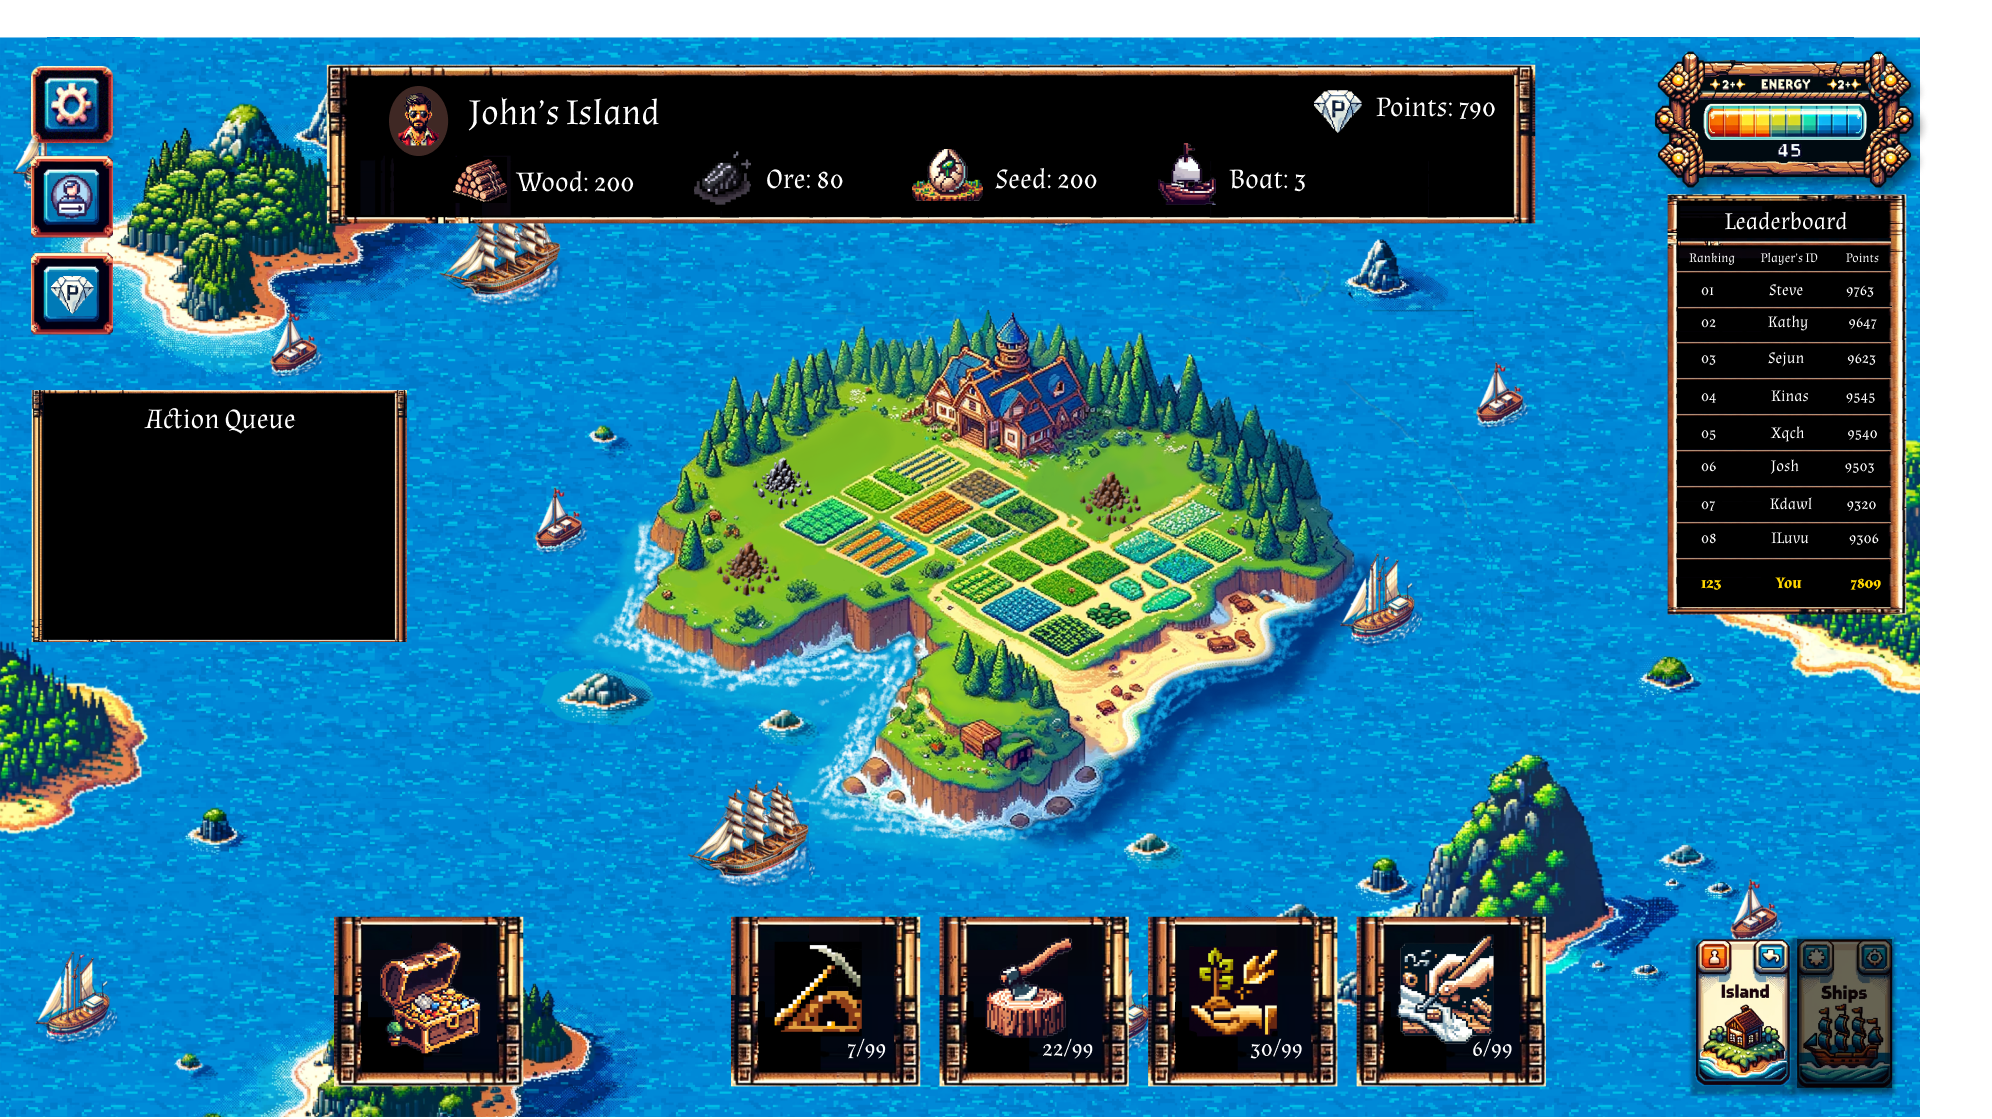 John's Island
Points: 790
Wood: 200
Ore: 80
Seed: 200
Boat: 3
2+ ENERGY 2+
45
P
Leaderboard
Ranking Player's ID Points
01 Steve 9763
02 Kathy 9647
03 Sejun 9623
04 Kinas 9545
05 Xqch 9540
06 Josh 9503
07 Kdawl 9320
08 ILuvu 9306
123 You 7809
P
Action Queue
7/99
22/99
30/99
6/99
Island
Ships